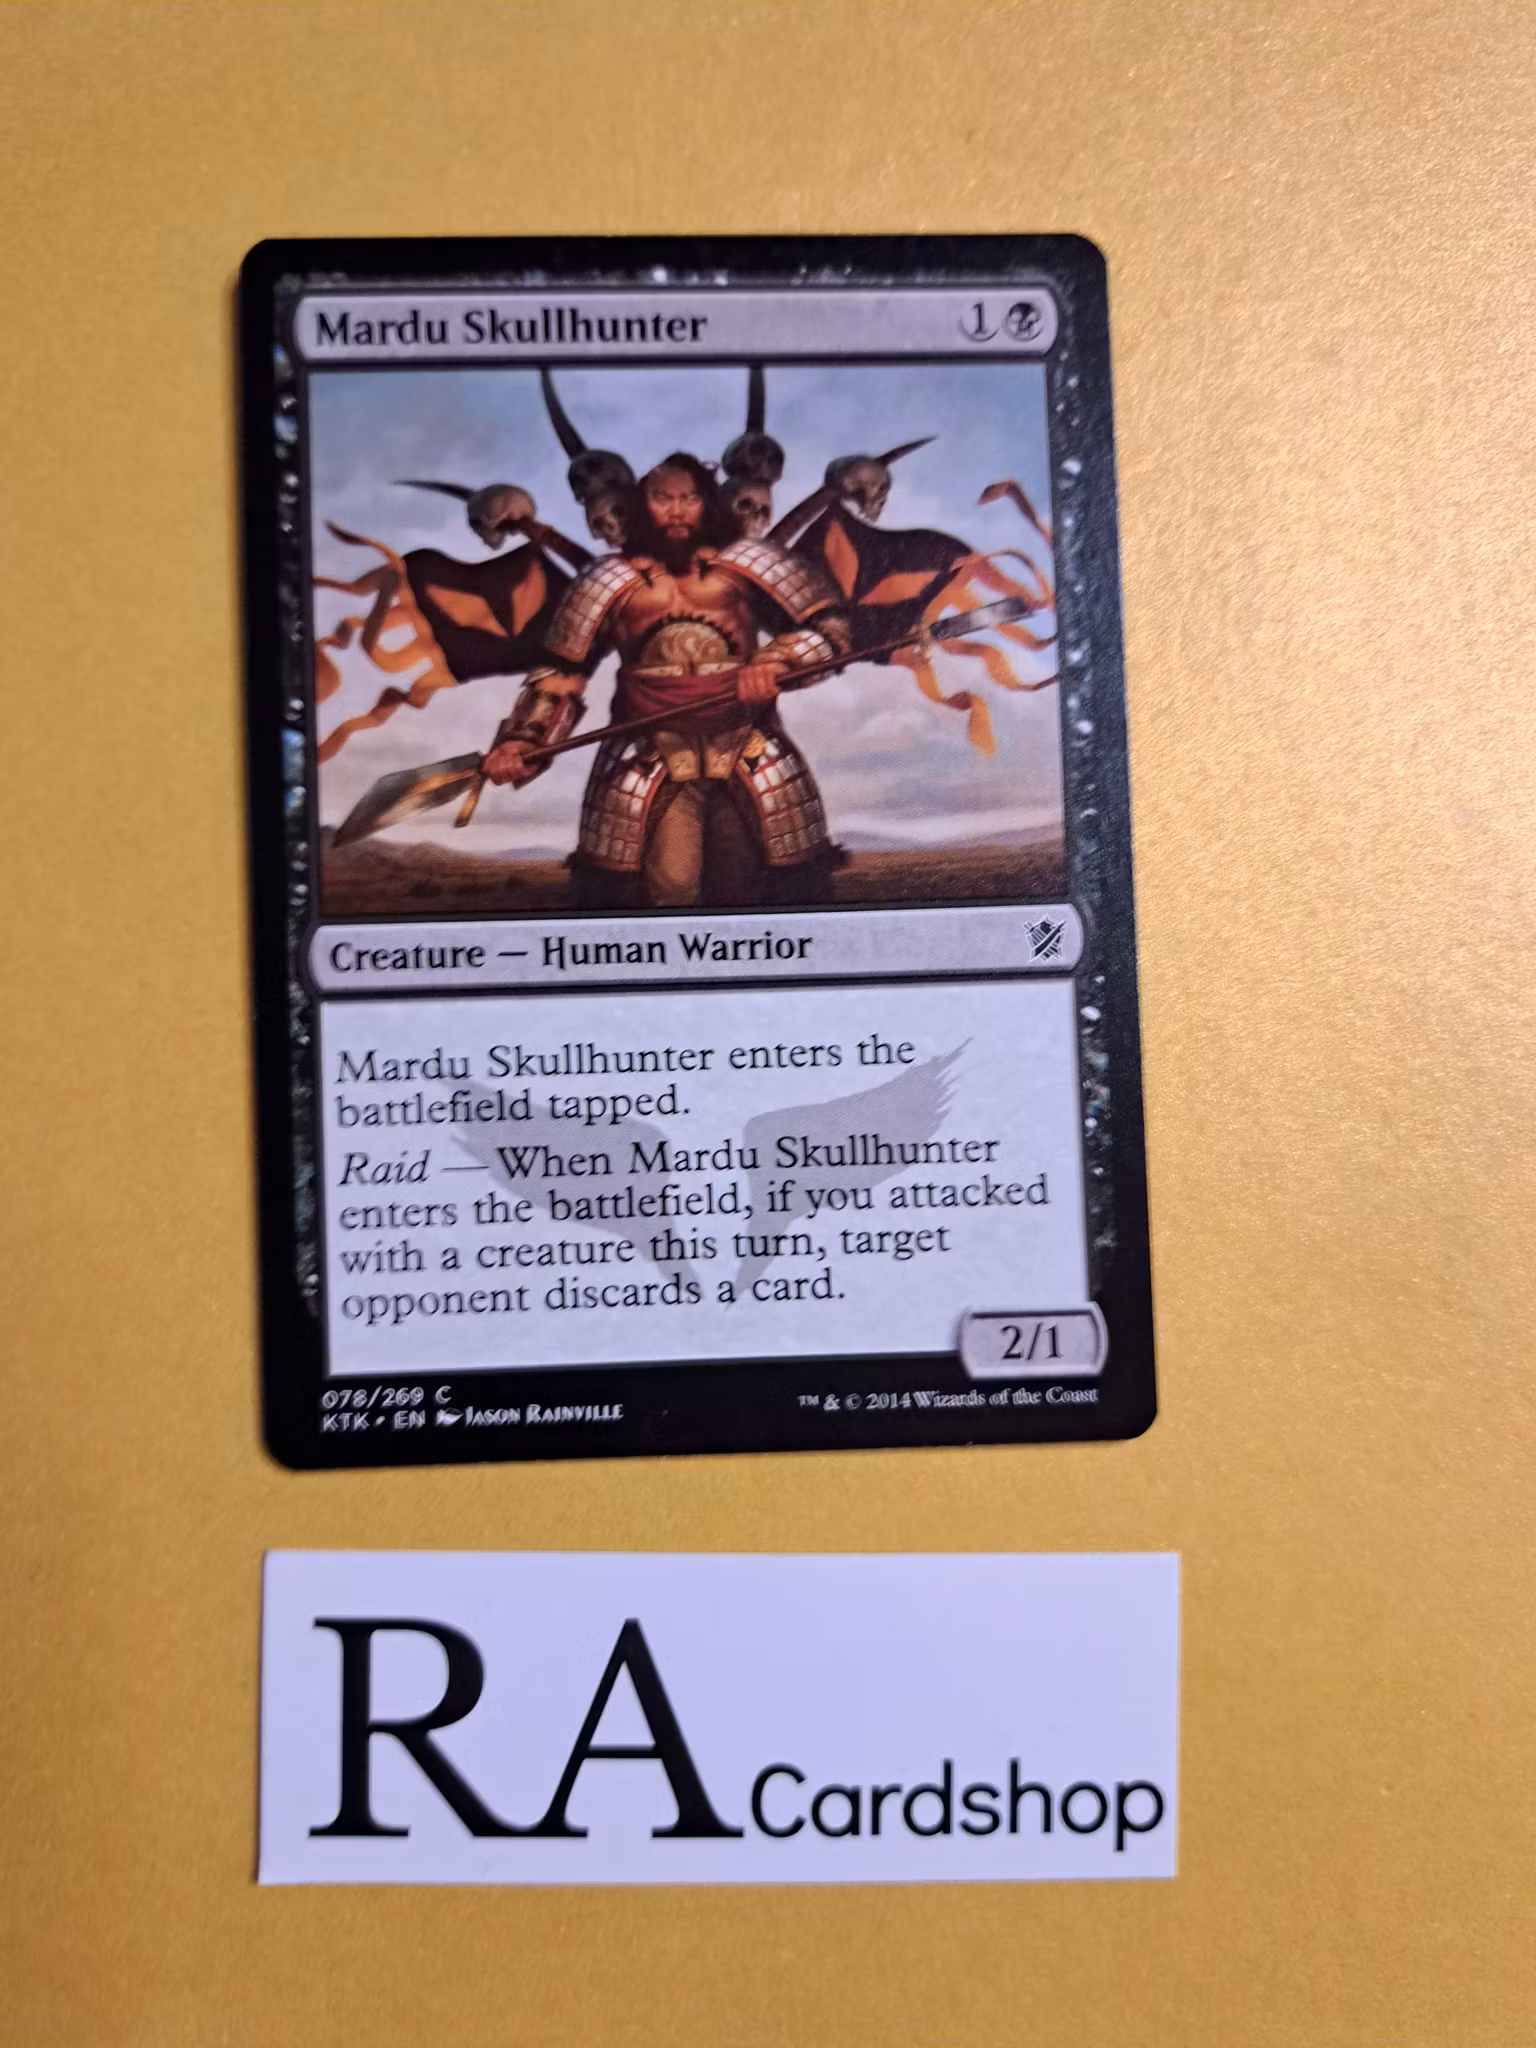 Mardu Skullhunter 1
Creature — Human Warrior
Mardu Skullhunter enters the
battlefield tapped.
Raid — When Mardu Skullhunter
enters the battlefield, if you attacked
with a creature this turn, target
opponent discards a card.
2/1
078/269 C
KTK • EN Jason Rainville
™ & © 2014 Wizards of the Coast
RA Cardshop